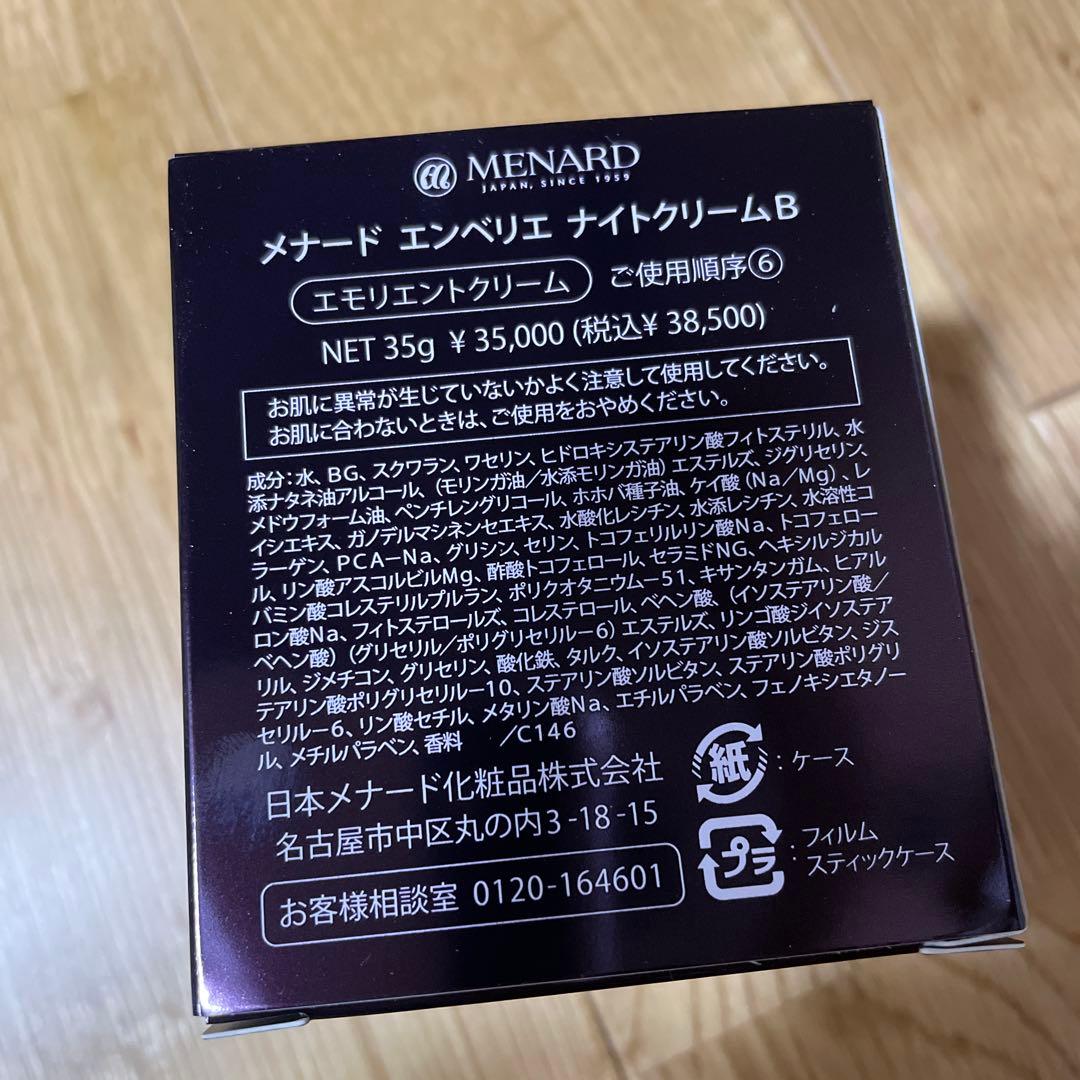 MENARD
JAPAN, SINCE 1959
メナード エンベリエ ナイトクリームB
エモリエントクリーム ご使用順序⑥
NET 35g ¥ 35,000 (税込¥ 38,500)
お肌に異常が生じていないかよく注意して使用してください。
お肌に合わないときは、ご使用をおやめください。
成分:水、BG、スクワラン、ワセリン、ヒドロキシステアリン酸フィトステリル、水
添ナタネ油アルコール、(モリンガ油/水添モリンガ油)エステルズ、ジグリセリン、
メドウフォーム油、ペンチレングリコール、ホホバ種子油、ケイ酸(Na/Mg)、レ
イシエキス、ガノデルマシネンセエキス、水酸化レシチン、水添レシチン、水溶性コ
ラーゲン、PCA-Na、グリシン、セリン、トコフェリルリン酸Na、トコフェロー
ル、リン酸アスコルビルMg、酢酸トコフェロール、セラミドNG、ヘキシルジカル
バミン酸コレステリルプルラン、ポリクオタニウム-51、キサンタンガム、ヒアル
ロン酸Na、フィトステロールズ、コレステロール、ベヘン酸、(イソステアリン酸/
ベヘン酸)(グリセリル/ポリグリセリル-6)エステルズ、リンゴ酸ジイソステア
リル、ジメチコン、グリセリン、酸化鉄、タルク、イソステアリン酸ソルビタン、ジス
テアリン酸ポリグリセリル-10、ステアリン酸ソルビタン、ステアリン酸ポリグリ
セリル-6、リン酸セチル、メタリン酸Na、エチルパラベン、フェノキシエタノー
ル、メチルパラベン、香料 /C146
日本メナード化粧品株式会社
名古屋市中区丸の内3-18-15
お客様相談室 0120-164601
紙:ケース
プラ:フィルム
スティックケース